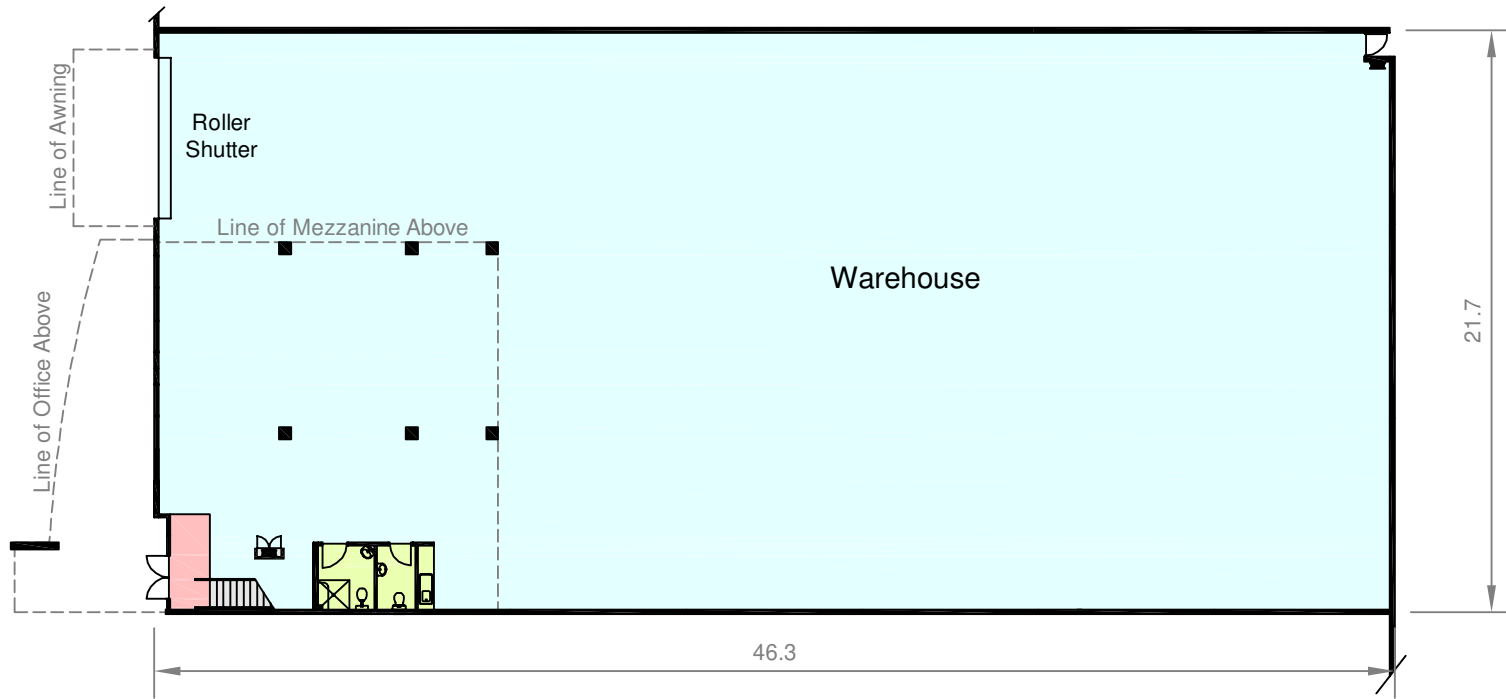 Line of Awning
Roller
Shutter
Line of Mezzanine Above
Warehouse
21.7
Line of Office Above
46.3